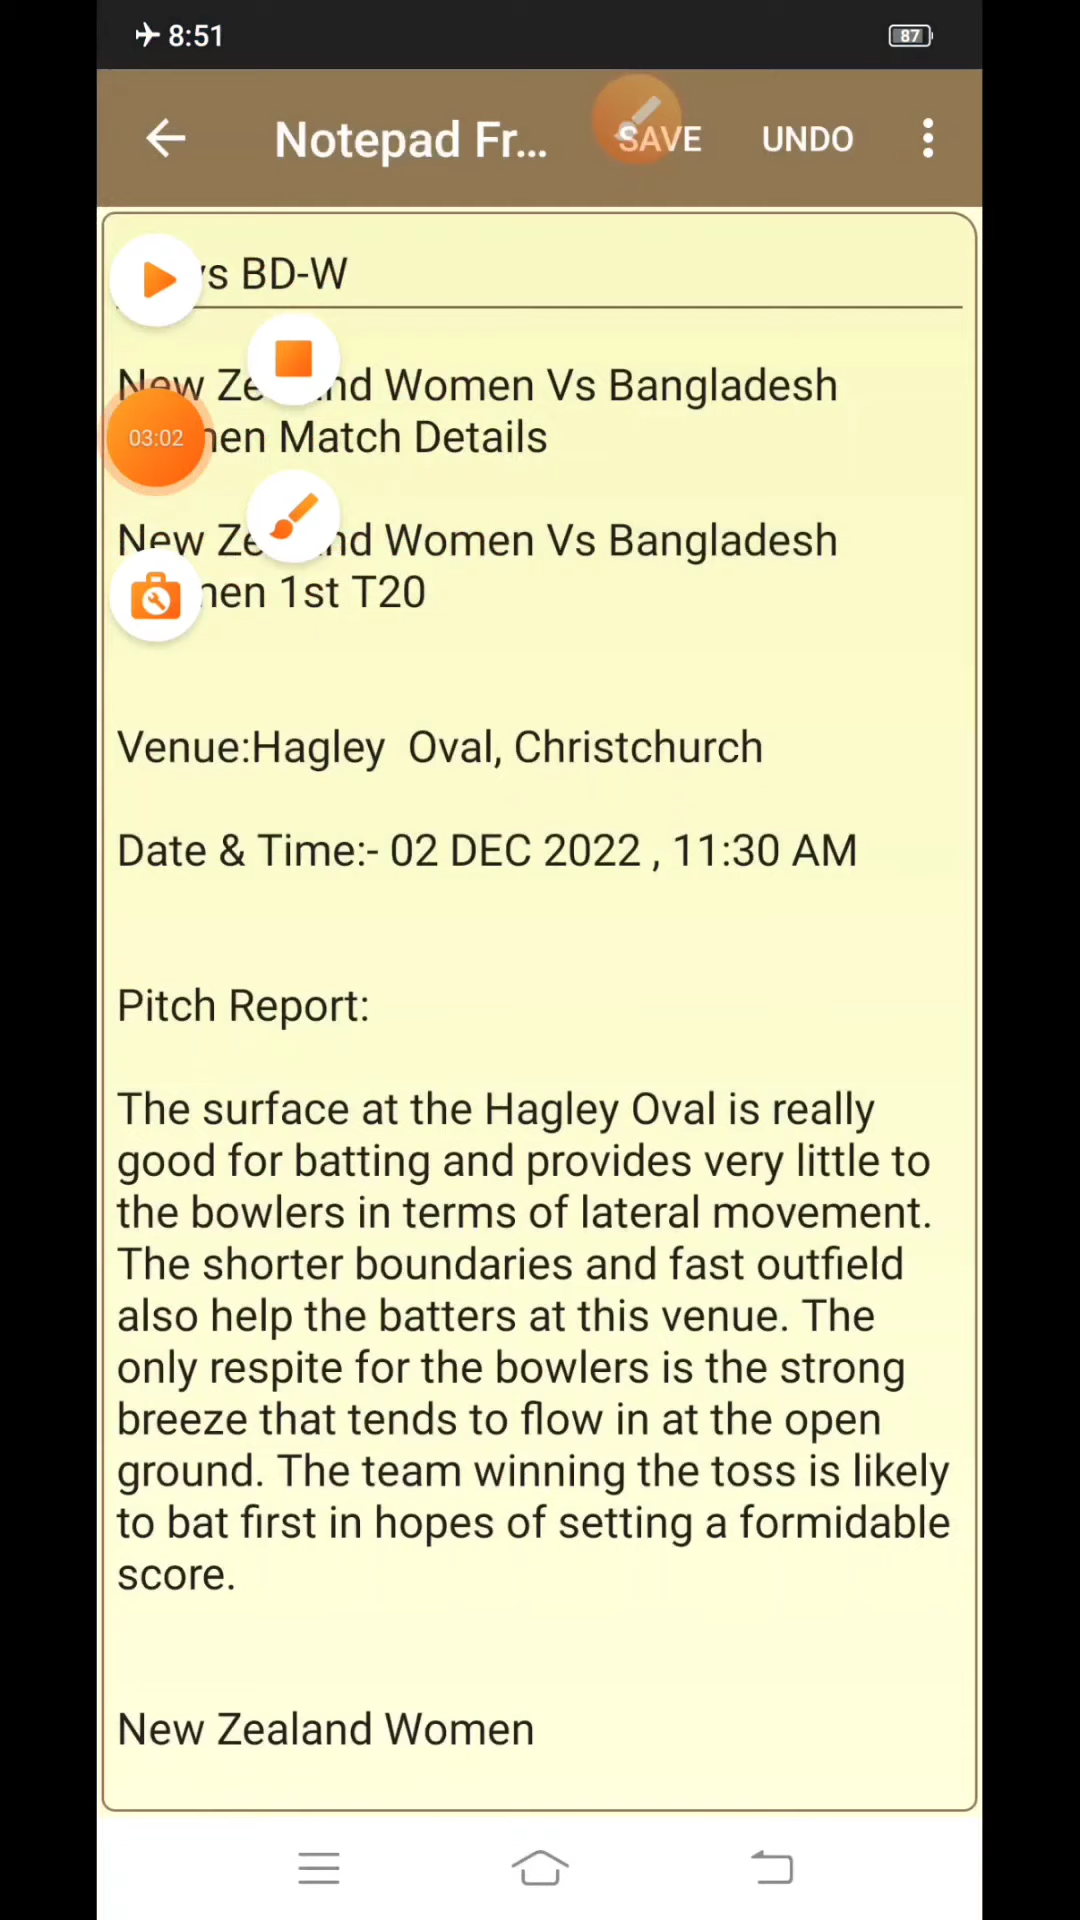 8:51
87
Notepad Fr...
SAVE
UNDO
vs BD-W
New Ze nd Women Vs Bangladesh
men Match Details
03:02
New Ze nd Women Vs Bangladesh
men 1st T20
Venue:Hagley Oval, Christchurch
Date & Time:- 02 DEC 2022 , 11:30 AM
Pitch Report:
The surface at the Hagley Oval is really
good for batting and provides very little to
the bowlers in terms of lateral movement.
The shorter boundaries and fast outfield
also help the batters at this venue. The
only respite for the bowlers is the strong
breeze that tends to flow in at the open
ground. The team winning the toss is likely
to bat first in hopes of setting a formidable
score.
New Zealand Women